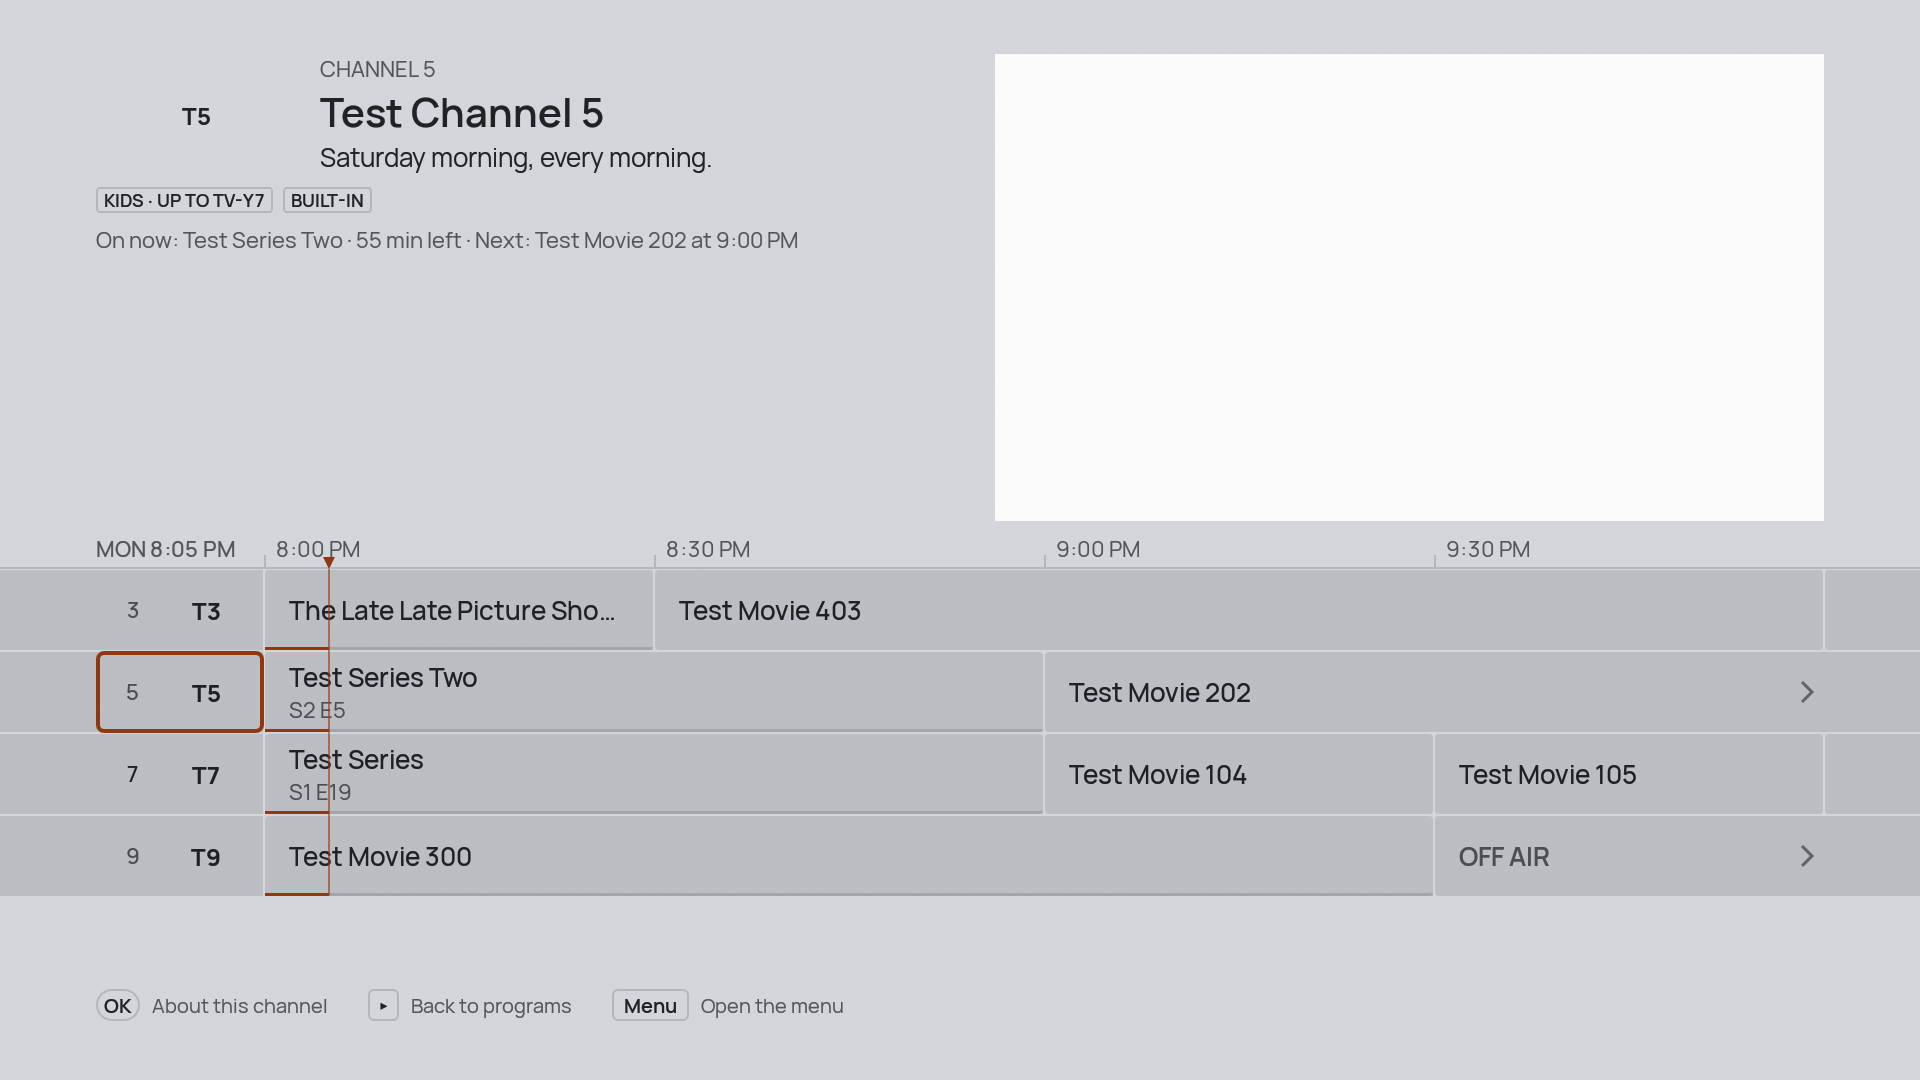 CHANNEL 5
T5
Test Channel 5
Saturday morning, every morning.
KIDS · UP TO TV-Y7 BUILT-IN
On now: Test Series Two · 55 min left · Next: Test Movie 202 at 9:00 PM
MON 8:05 PM 8:00 PM 8:30 PM 9:00 PM 9:30 PM
3 T3 The Late Late Picture Sho... Test Movie 403
5 T5 Test Series Two Test Movie 202
S2 E5
7 T7 Test Series Test Movie 104 Test Movie 105
S1 E19
9 T9 Test Movie 300 OFF AIR
OK About this channel Back to programs Menu Open the menu